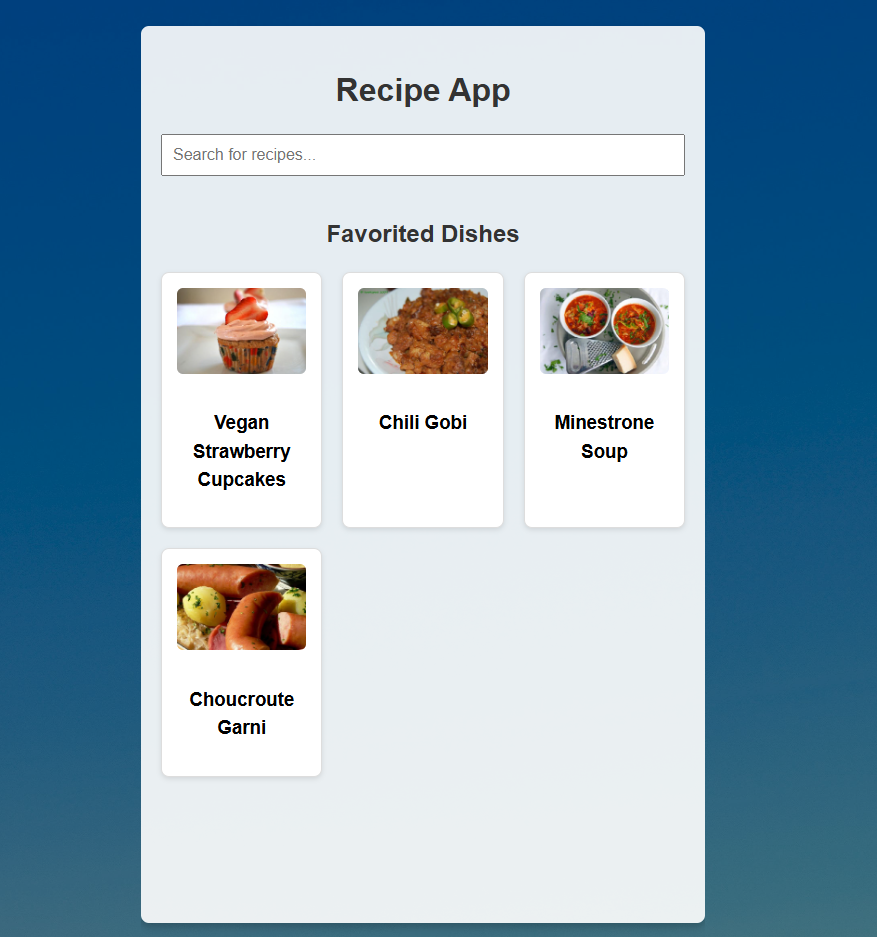 Recipe App
Search for recipes...
Favorited Dishes
Vegan
Strawberry
Cupcakes
Chili Gobi
Minestrone
Soup
Choucroute
Garni